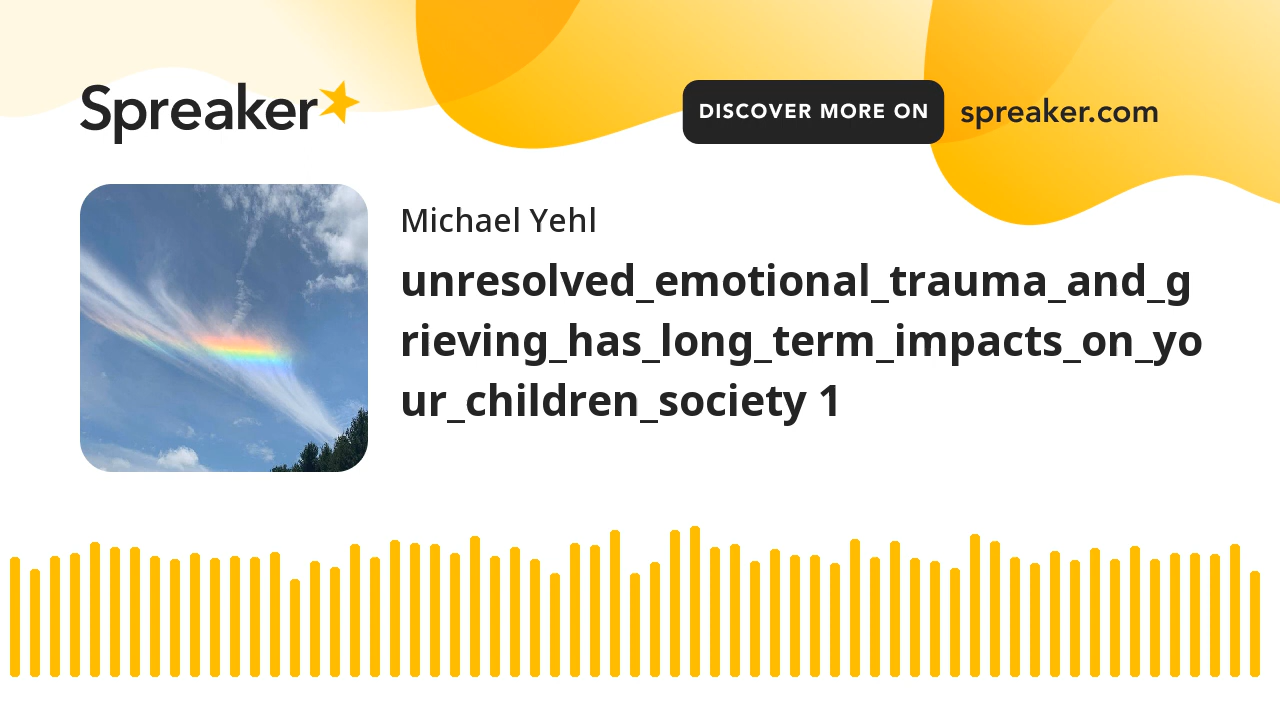 Spreaker
DISCOVER MORE ON
spreaker.com
Michael Yehl
unresolved_emotional_trauma_and_g
rieving_has_long_term_impacts_on_yo
ur_children_society 1